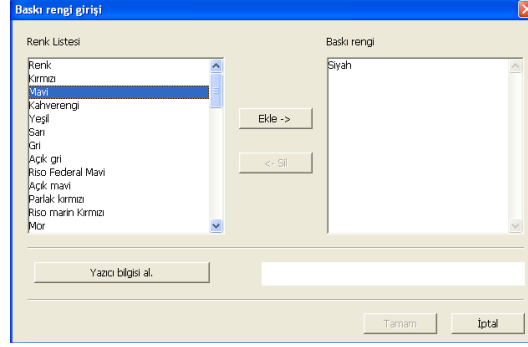 Baskı rengi girişi
Renk Listesi
Baskı rengi
Renk
Kırmızı
Mavi
Kahverengi
Yeşil
Sarı
Gri
Açık gri
Riso Federal Mavi
Açık mavi
Parlak kırmızı
Riso marin Kırmızı
Mor
Ekle ->
<- Sil
Siyah
Yazıcı bilgisi al.
Tamam
İptal